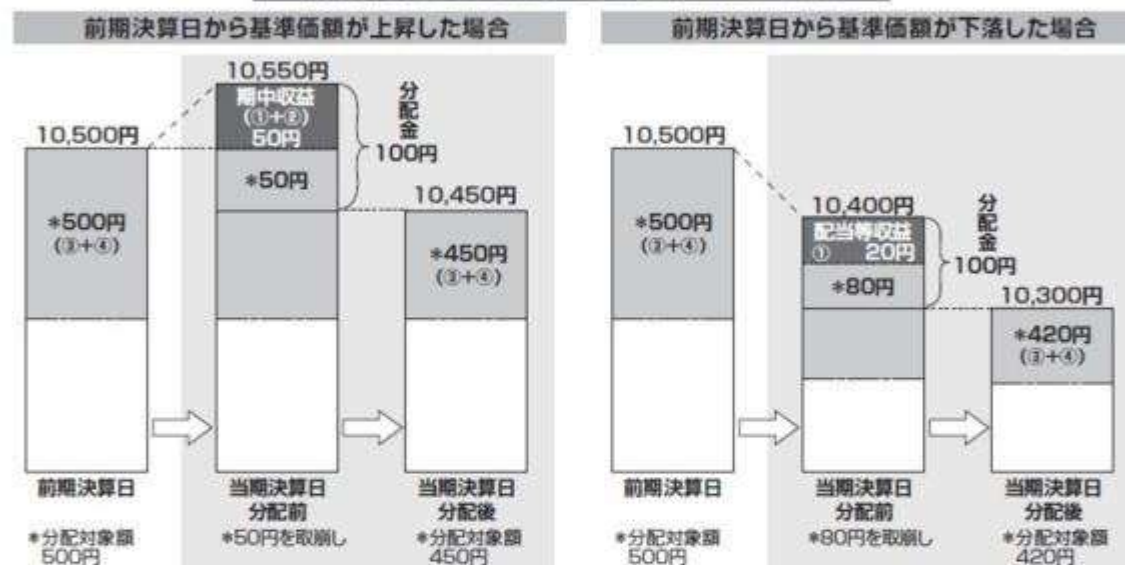 前期決算日から基準価額が上昇した場合
10,550円
期中収益
(①+②)
50円
分配金
100円
10,500円
*50円
*500円
(③+④)
10,450円
*450円
(③+④)
前期決算日
当期決算日
分配前
当期決算日
分配後
*分配対象額
500円
*50円を取崩し
*分配対象額
450円
前期決算日から基準価額が下落した場合
10,500円
*500円
(③+④)
10,400円
配当等収益
① 20円
分配金
100円
*80円
10,300円
*420円
(③+④)
前期決算日
当期決算日
分配前
当期決算日
分配後
*分配対象額
500円
*80円を取崩し
*分配対象額
420円